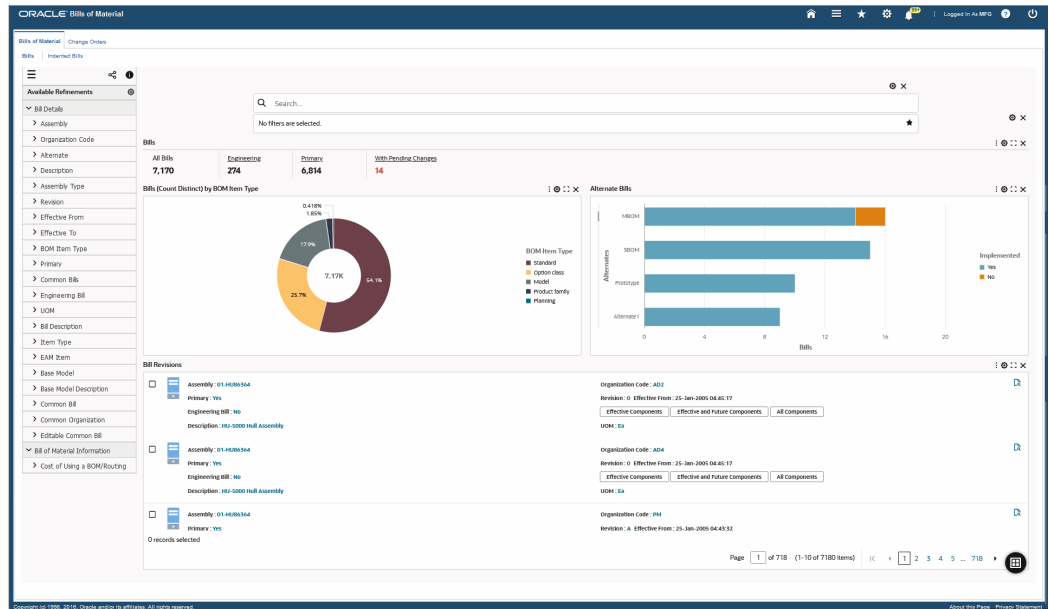 ORACLE® Bills of Material
99+
Logged In As MFG
Bills of Material Change Orders
Bills Indented Bills
Available Refinements
Bill Details
Assembly
Organization Code
Alternate
Description
Assembly Type
Revision
Effective From
Effective To
BOM Item Type
Primary
Common Bills
Engineering Bill
UOM
Bill Description
Item Type
EAM Item
Base Model
Base Model Description
Common Bill
Common Organization
Editable Common Bill
Bill of Material Information
Cost of Using a BOM/Routing
Search...
No filters are selected.
Bills
All Bills Engineering Primary With Pending Changes
7,170 274 6,814 14
Bills (Count Distinct) by BOM Item Type
0.418%
1.85%
17.9%
7.17K
54.1%
25.7%
BOM Item Type
Standard
Option class
Model
Product family
Planning
Alternate Bills
Alternates
MBOM
SBOM
Prototype
Alternate1
0 4 8 12 16 20
Bills
Implemented
Yes
No
Bill Revisions
Assembly : 01-HU86364 Organization Code : AD2
Primary : Yes Revision : 0 Effective From : 25-Jan-2005 04:45:17
Engineering Bill : No Effective Components Effective and Future Components All Components
Description : HU-5000 Hull Assembly UOM : Ea
Assembly : 01-HU86364 Organization Code : AD4
Primary : Yes Revision : 0 Effective From : 25-Jan-2005 04:45:17
Engineering Bill : No Effective Components Effective and Future Components All Components
Description : HU-5000 Hull Assembly UOM : Ea
Assembly : 01-HU86364 Organization Code : PM
Primary : Yes Revision : A Effective From : 25-Jan-2005 04:43:32
0 records selected
Page 1 of 718 (1-10 of 7180 items) 1 2 3 4 5 ... 718
Copyright (c) 1998, 2016, Oracle and/or its affiliates. All rights reserved.
About this Page Privacy Statement